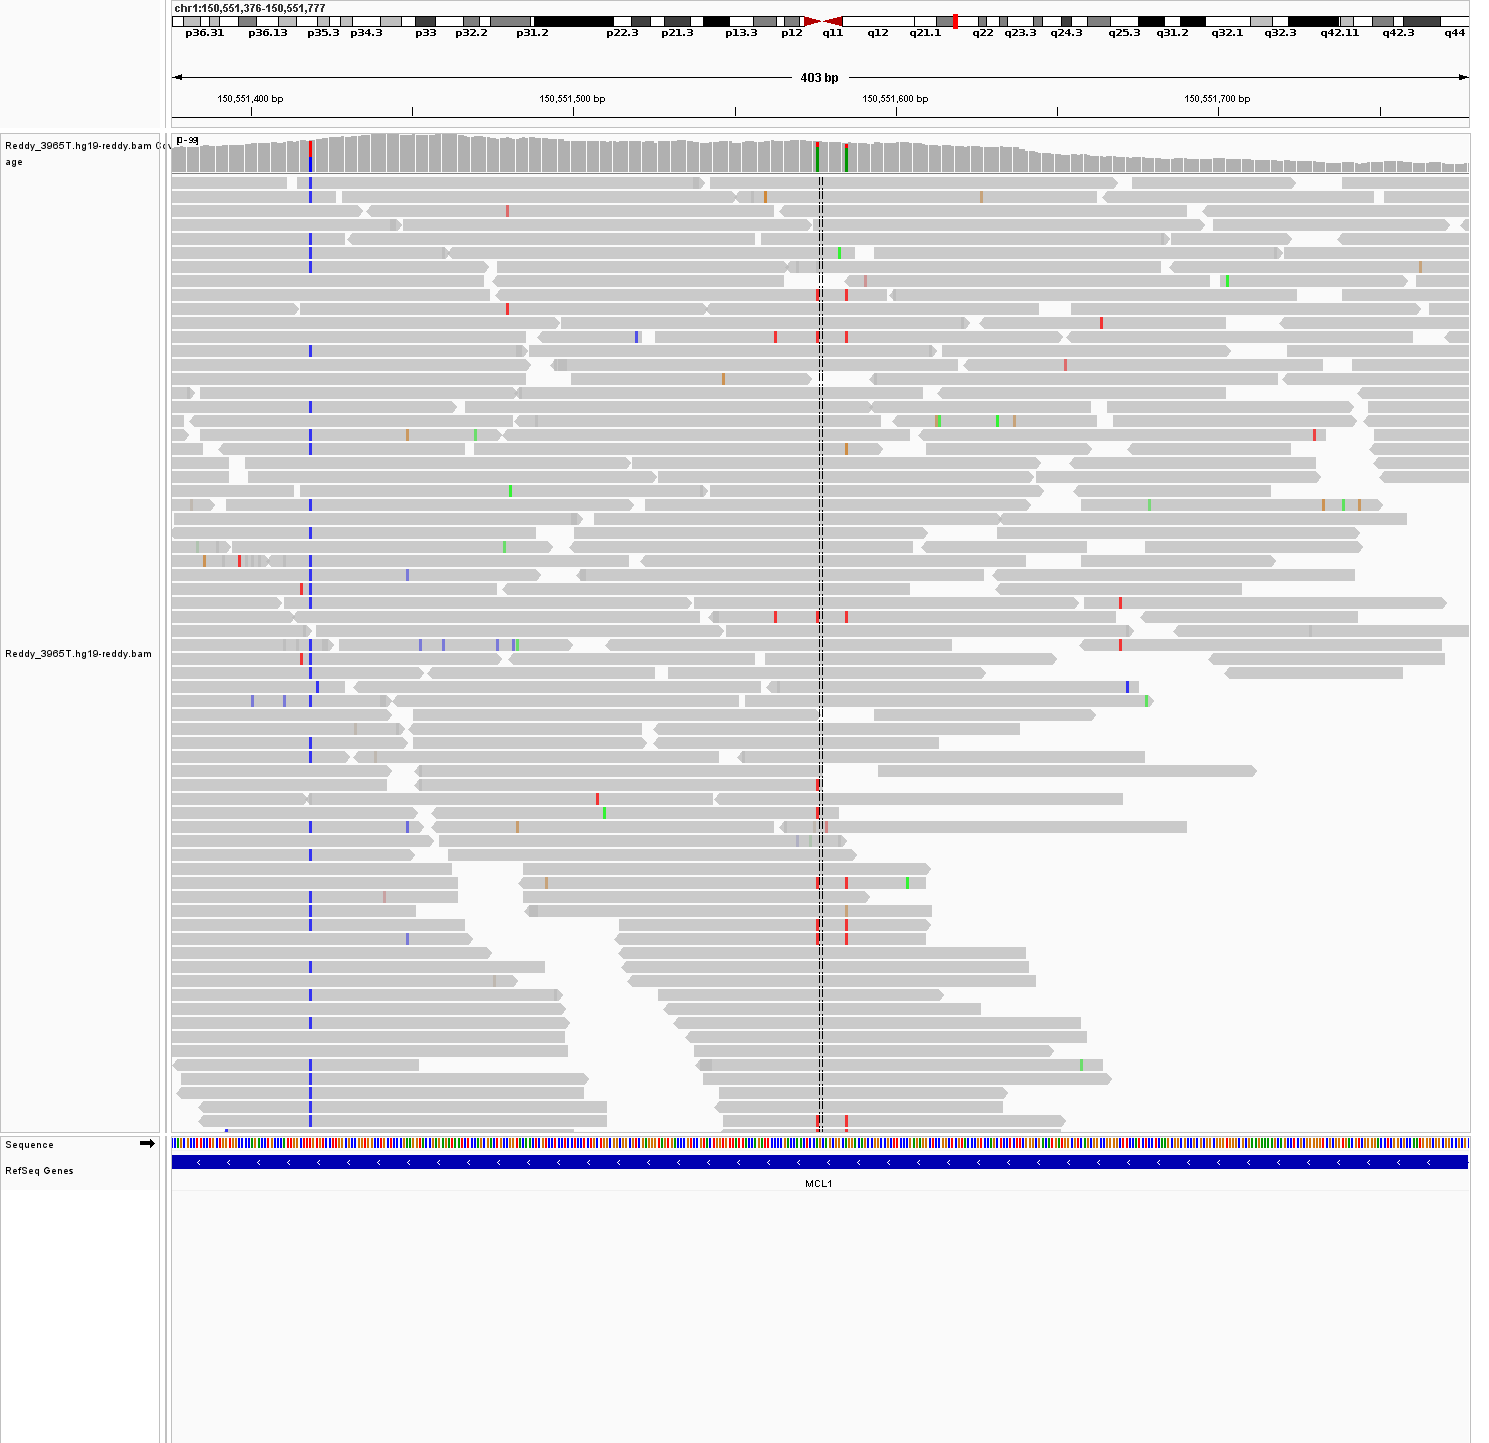 chr1:150,551,376-150,551,777
p36.31 p36.13 p35.3 p34.3 p33 p32.2 p31.2 p22.3 p21.3 p13.3 p12 q11 q12 q21.1 q22 q23.3 q24.3 q25.3 q31.2 q32.1 q32.3 q42.11 q42.3 q44
403 bp
150,551,400 bp 150,551,500 bp 150,551,600 bp 150,551,700 bp
[0-99]
Reddy_3965T.hg19-reddy.bam Cov
age
Reddy_3965T.hg19-reddy.bam
Sequence
RefSeq Genes
MCL1